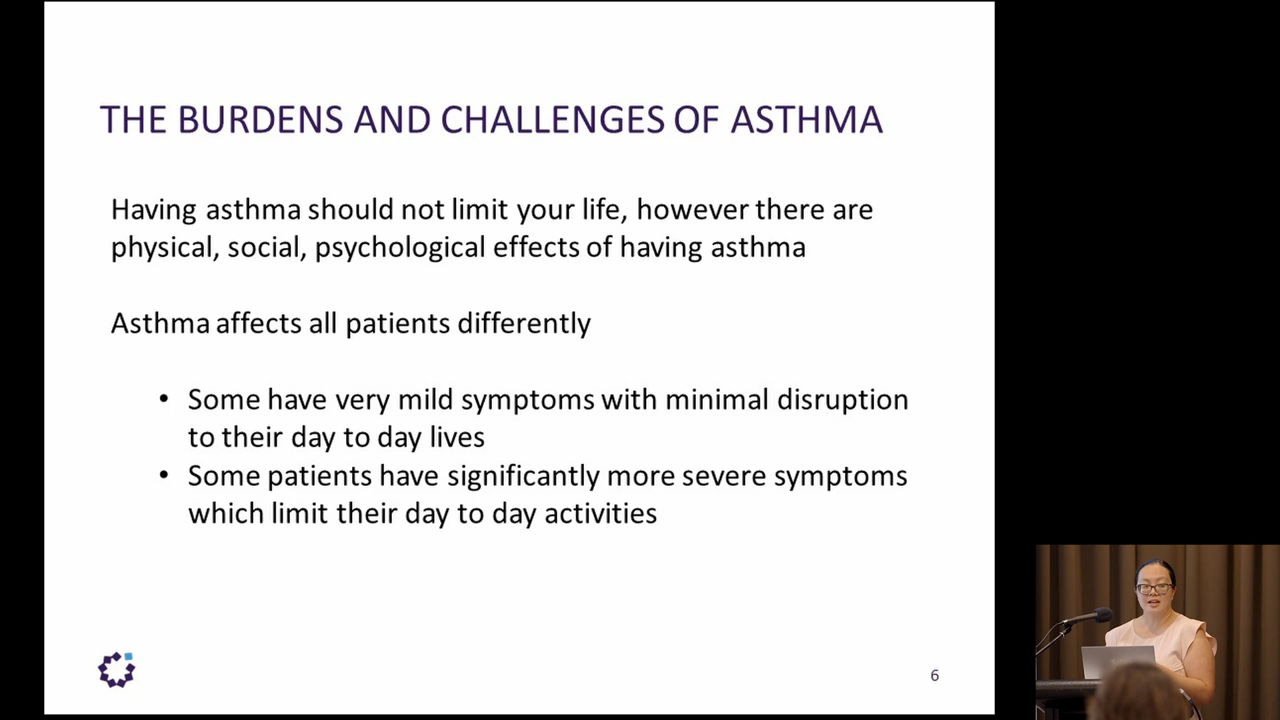 THE BURDENS AND CHALLENGES OF ASTHMA
Having asthma should not limit your life, however there are
physical, social, psychological effects of having asthma
Asthma affects all patients differently
• Some have very mild symptoms with minimal disruption
to their day to day lives
• Some patients have significantly more severe symptoms
which limit their day to day activities
6